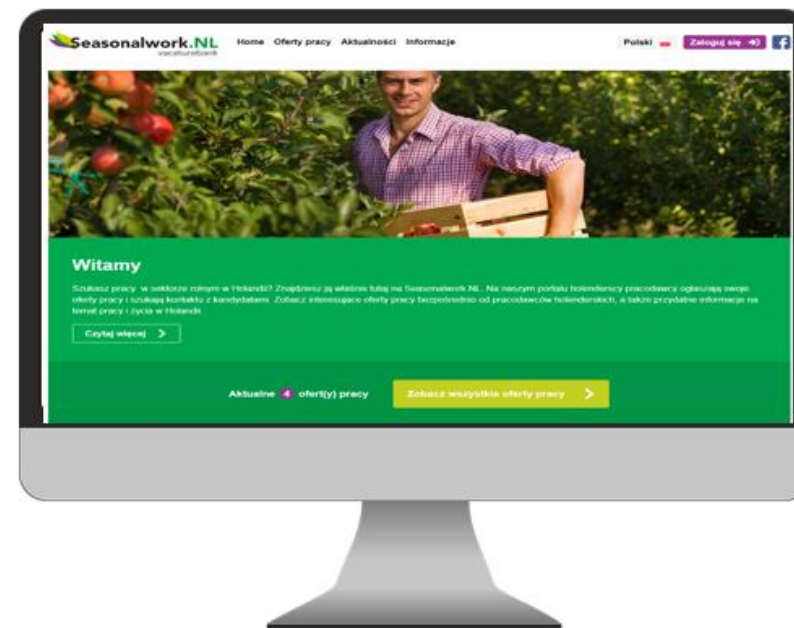 Seasonalwork.NL
vacaturebank
Home Oferty pracy Aktualności Informacje
Polski Zaloguj się
Witamy
Szukasz pracy w sektorze rolnym w Holandii? Znajdziesz ją właśnie tutaj na Seasonalwork.NL. Na naszym portalu holenderscy pracodawcy ogłaszają swoje
oferty pracy i szukają kontaktu z kandydatami. Zobacz interesujące oferty pracy bezpośrednio od pracodawców holenderskich, a także przydatne informacje na
temat pracy i życia w Holandii.
Czytaj więcej
Aktualne 4 ofert(y) pracy
Zobacz wszystkie oferty pracy